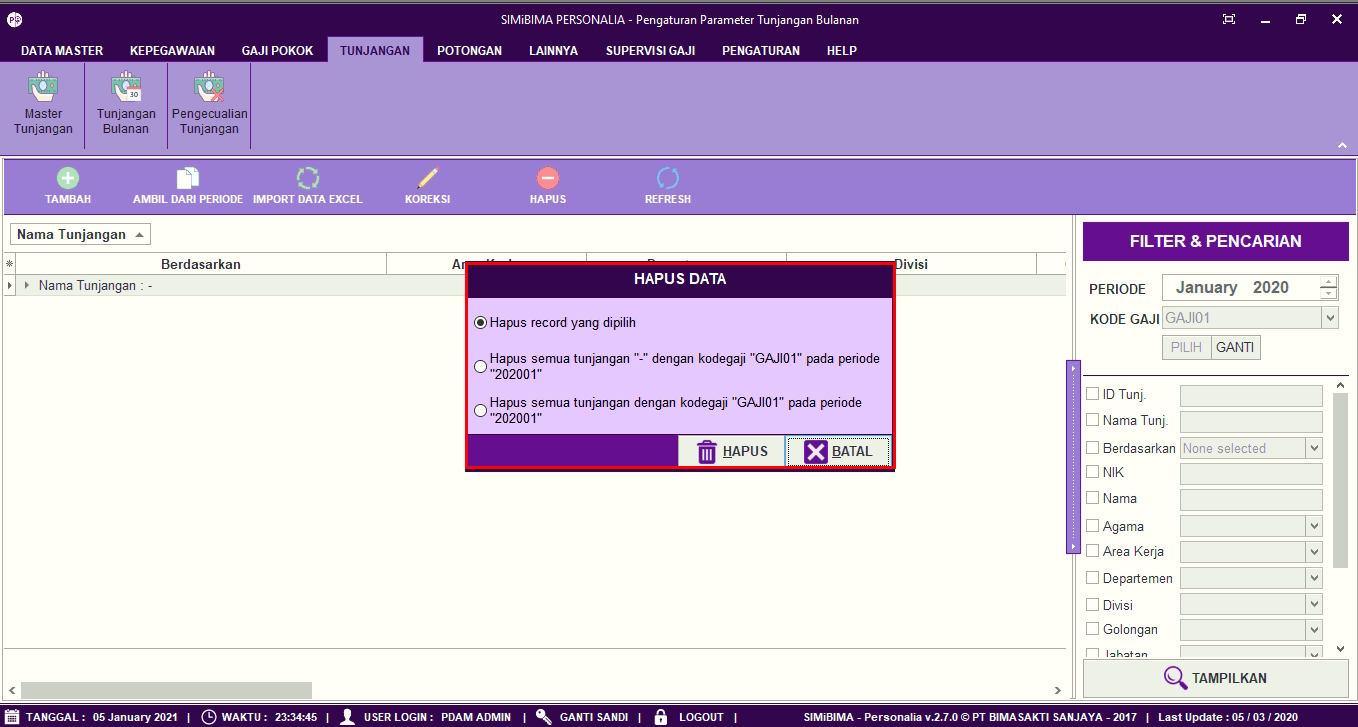 SIMiBIMA PERSONALIA - Pengaturan Parameter Tunjangan Bulanan
DATA MASTER KEPEGAWAIAN GAJI POKOK TUNJANGAN POTONGAN LAINNYA SUPERVISI GAJI PENGATURAN HELP
Master Tunjangan
Tunjangan Bulanan
Pengecualian Tunjangan
TAMBAH AMBIL DARI PERIODE IMPORT DATA EXCEL KOREKSI HAPUS REFRESH
Nama Tunjangan
Berdasarkan Divisi
Nama Tunjangan : -
HAPUS DATA
Hapus record yang dipilih
Hapus semua tunjangan "-" dengan kodegaji "GAJI01" pada periode
"202001"
Hapus semua tunjangan dengan kodegaji "GAJI01" pada periode
"202001"
HAPUS BATAL
FILTER & PENCARIAN
PERIODE January 2020
KODE GAJI GAJI01
PILIH GANTI
ID Tunj.
Nama Tunj.
Berdasarkan None selected
NIK
Nama
Agama
Area Kerja
Departemen
Divisi
Golongan
Jabatan
TAMPILKAN
TANGGAL : 05 January 2021 | WAKTU : 23:34:45 | USER LOGIN : PDAM ADMIN | GANTI SANDI | LOGOUT | SIMiBIMA - Personalia v.2.7.0 © PT BIMASAKTI SANJAYA - 2017 | Last Update : 05 / 03 / 2020